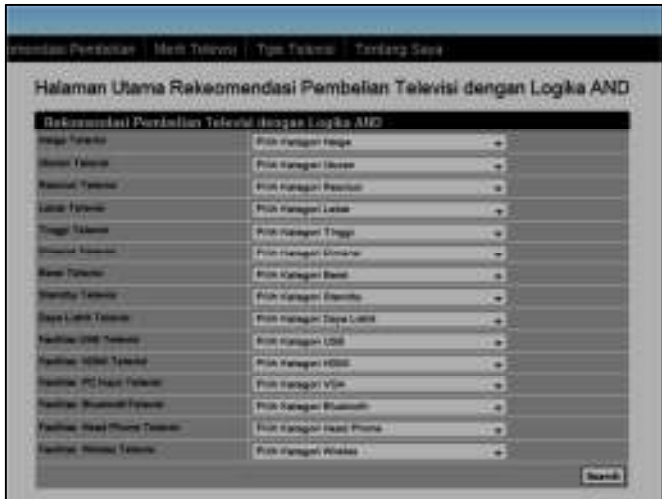 Rekomendasi Pembelian Merk Televisi Tipe Televisi Tentang Saya
Halaman Utama Rekeomendasi Pembelian Televisi dengan Logika AND
Rekomendasi Pembelian Televisi dengan Logika AND
Harga Televisi Pilih Kategori Harga
Ukuran Televisi Pilih Kategori Ukuran
Resolusi Televisi Pilih Kategori Resolusi
Lebar Televisi Pilih Kategori Lebar
Tinggi Televisi Pilih Kategori Tinggi
Dimensi Televisi Pilih Kategori Dimensi
Berat Televisi Pilih Kategori Berat
Standby Televisi Pilih Kategori Standby
Daya Listrik Televisi Pilih Kategori Daya Listrik
Fasilitas USB Televisi Pilih Kategori USB
Fasilitas HDMI Televisi Pilih Kategori HDMI
Fasilitas PC Input Televisi Pilih Kategori VGA
Fasilitas Bluetooth Televisi Pilih Kategori Bluetooth
Fasilitas Head Phone Televisi Pilih Kategori Head Phone
Fasilitas Wireless Televisi Pilih Kategori Wireless
Search